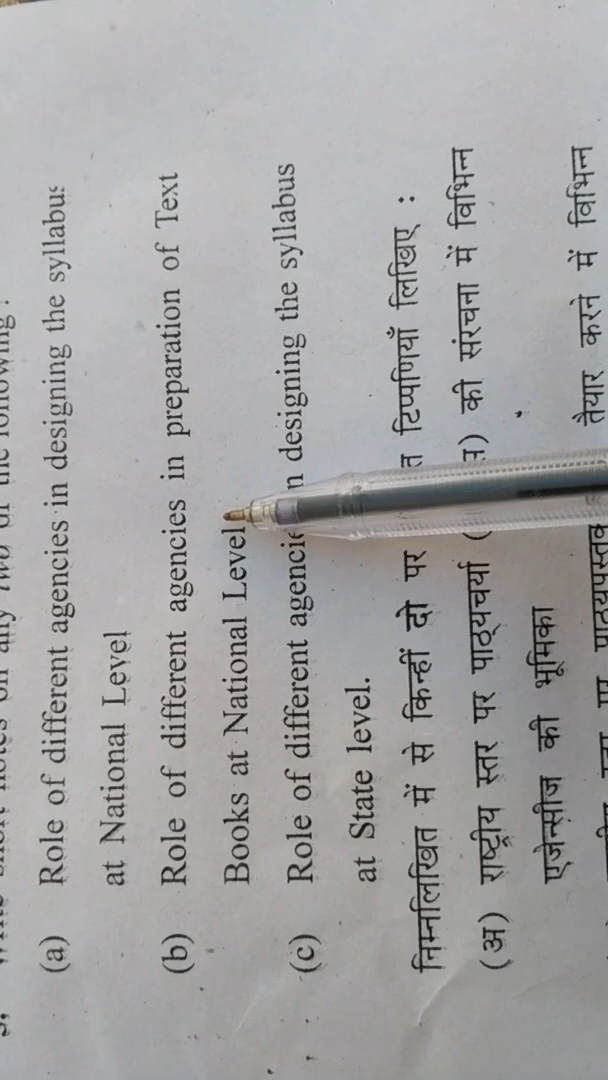 (a) Role of different agencies in designing the syllabus
at National Level
(b) Role of different agencies in preparation of Text
Books at National Level
(c) Role of different designing the syllabus
at State level.
निम्नलिखित में से किन्हीं दो पर टिप्पणियाँ लिखिए :
(अ) राष्ट्रीय स्तर पर पाठ्यचर्या की संरचना में विभिन्न
एजेन्सीज की भूमिका
तैयार करने में विभिन्न